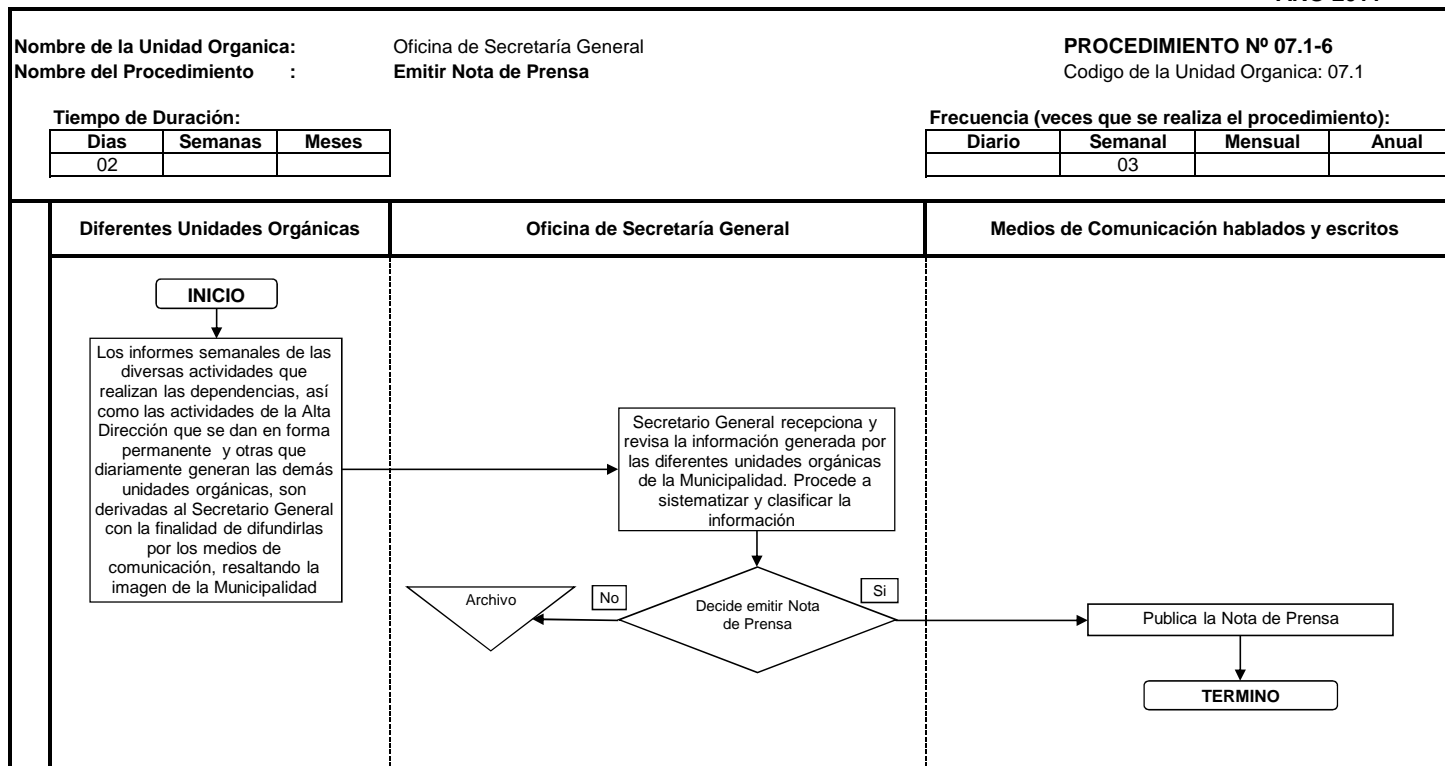 Nombre de la Unidad Organica: Oficina de Secretaría General PROCEDIMIENTO Nº 07.1-6
Nombre del Procedimiento : Emitir Nota de Prensa Codigo de la Unidad Organica: 07.1
Tiempo de Duración: Frecuencia (veces que se realiza el procedimiento):
Dias Semanas Meses Diario Semanal Mensual Anual
02 03
Diferentes Unidades Orgánicas Oficina de Secretaría General Medios de Comunicación hablados y escritos
INICIO
Los informes semanales de las
diversas actividades que
realizan las dependencias, así
como las actividades de la Alta
Dirección que se dan en forma
permanente y otras que
diariamente generan las demás
unidades orgánicas, son
derivadas al Secretario General
con la finalidad de difundirlas
por los medios de
comunicación, resaltando la
imagen de la Municipalidad
Secretario General recepciona y
revisa la información generada por
las diferentes unidades orgánicas
de la Municipalidad. Procede a
sistematizar y clasificar la
información
Archivo
No
Decide emitir Nota
de Prensa
Si
Publica la Nota de Prensa
TERMINO